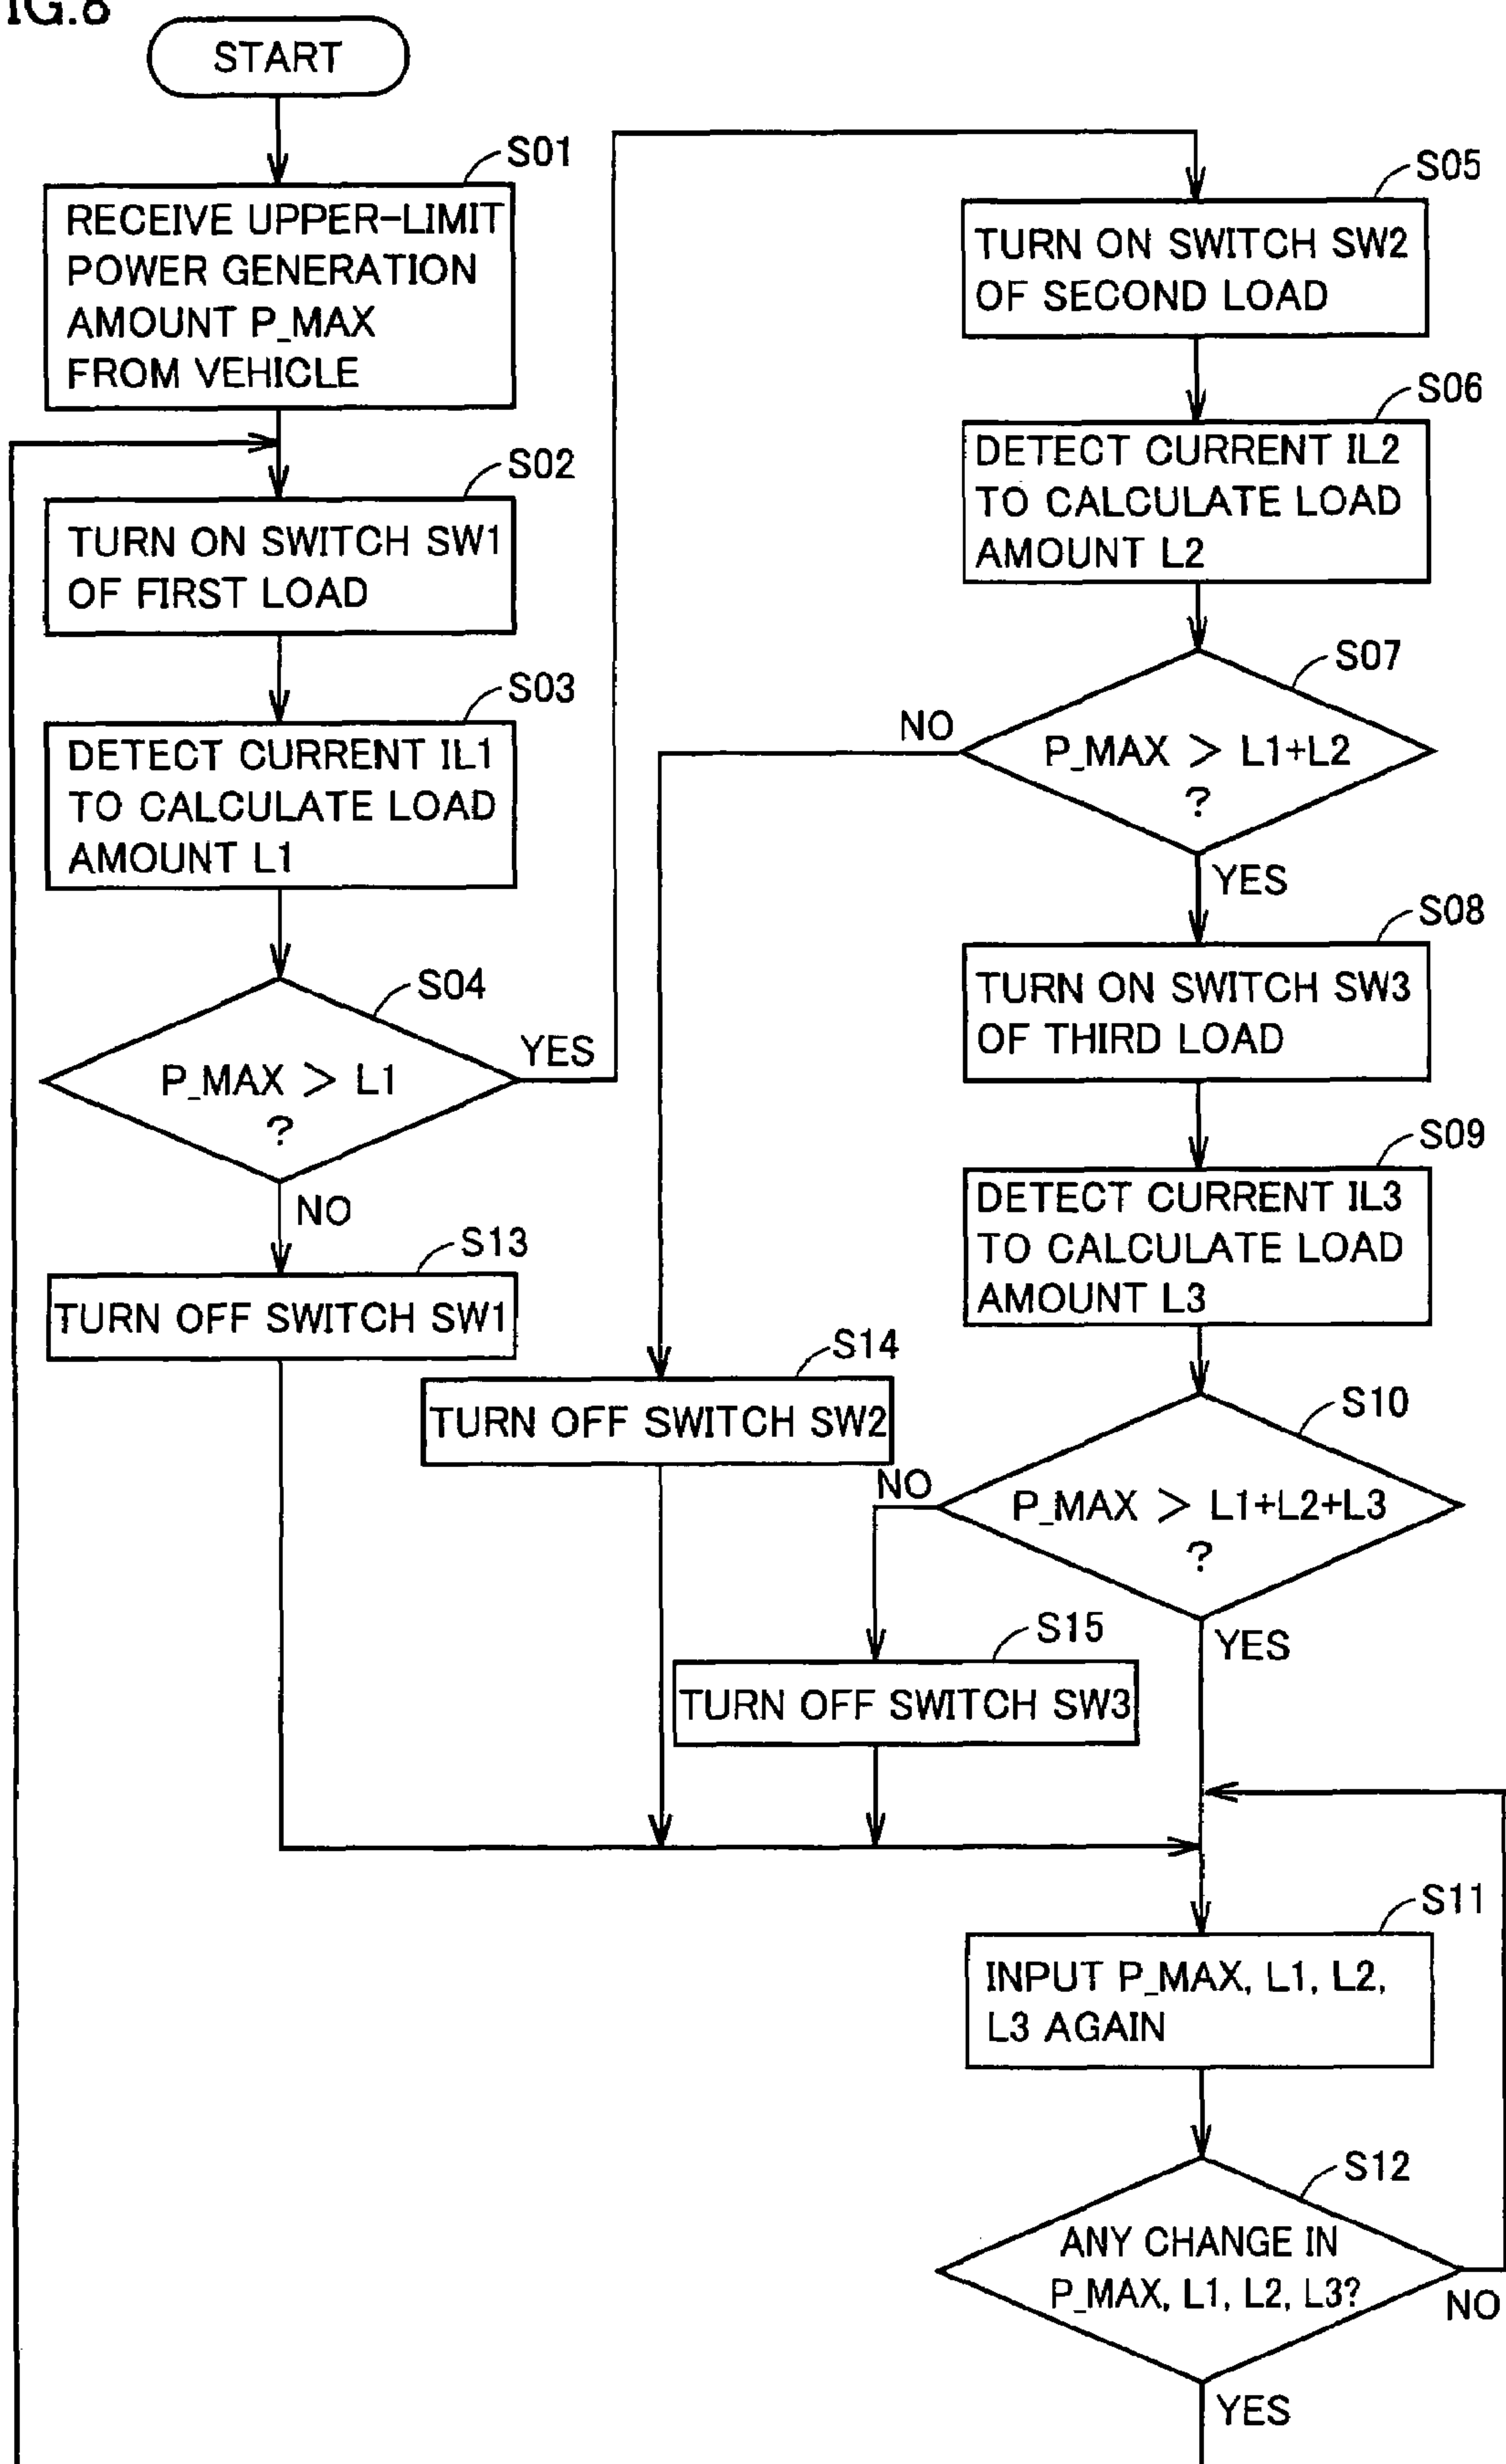 IG.8
START
S01
RECEIVE UPPER-LIMIT
POWER GENERATION
AMOUNT P_MAX
FROM VEHICLE
S02
TURN ON SWITCH SW1
OF FIRST LOAD
S03
DETECT CURRENT IL1
TO CALCULATE LOAD
AMOUNT L1
S04
P_MAX > L1
?
YES
NO
S13
TURN OFF SWITCH SW1
S05
TURN ON SWITCH SW2
OF SECOND LOAD
S06
DETECT CURRENT IL2
TO CALCULATE LOAD
AMOUNT L2
S07
NO
P_MAX > L1+L2
?
YES
S08
TURN ON SWITCH SW3
OF THIRD LOAD
S09
DETECT CURRENT IL3
TO CALCULATE LOAD
AMOUNT L3
S14
TURN OFF SWITCH SW2
S10
NO
P_MAX > L1+L2+L3
?
YES
S15
TURN OFF SWITCH SW3
S11
INPUT P_MAX, L1, L2,
L3 AGAIN
S12
ANY CHANGE IN
P_MAX, L1, L2, L3?
NO
YES